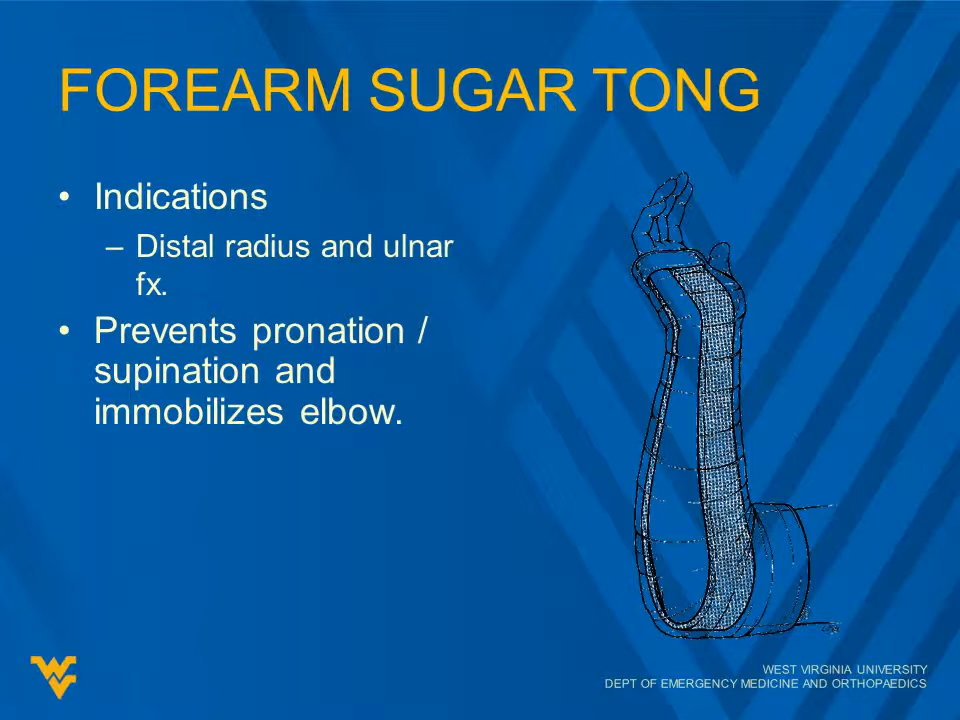 FOREARM SUGAR TONG
• Indications
– Distal radius and ulnar
fx.
• Prevents pronation /
supination and
immobilizes elbow.
WEST VIRGINIA UNIVERSITY
DEPT OF EMERGENCY MEDICINE AND ORTHOPAEDICS